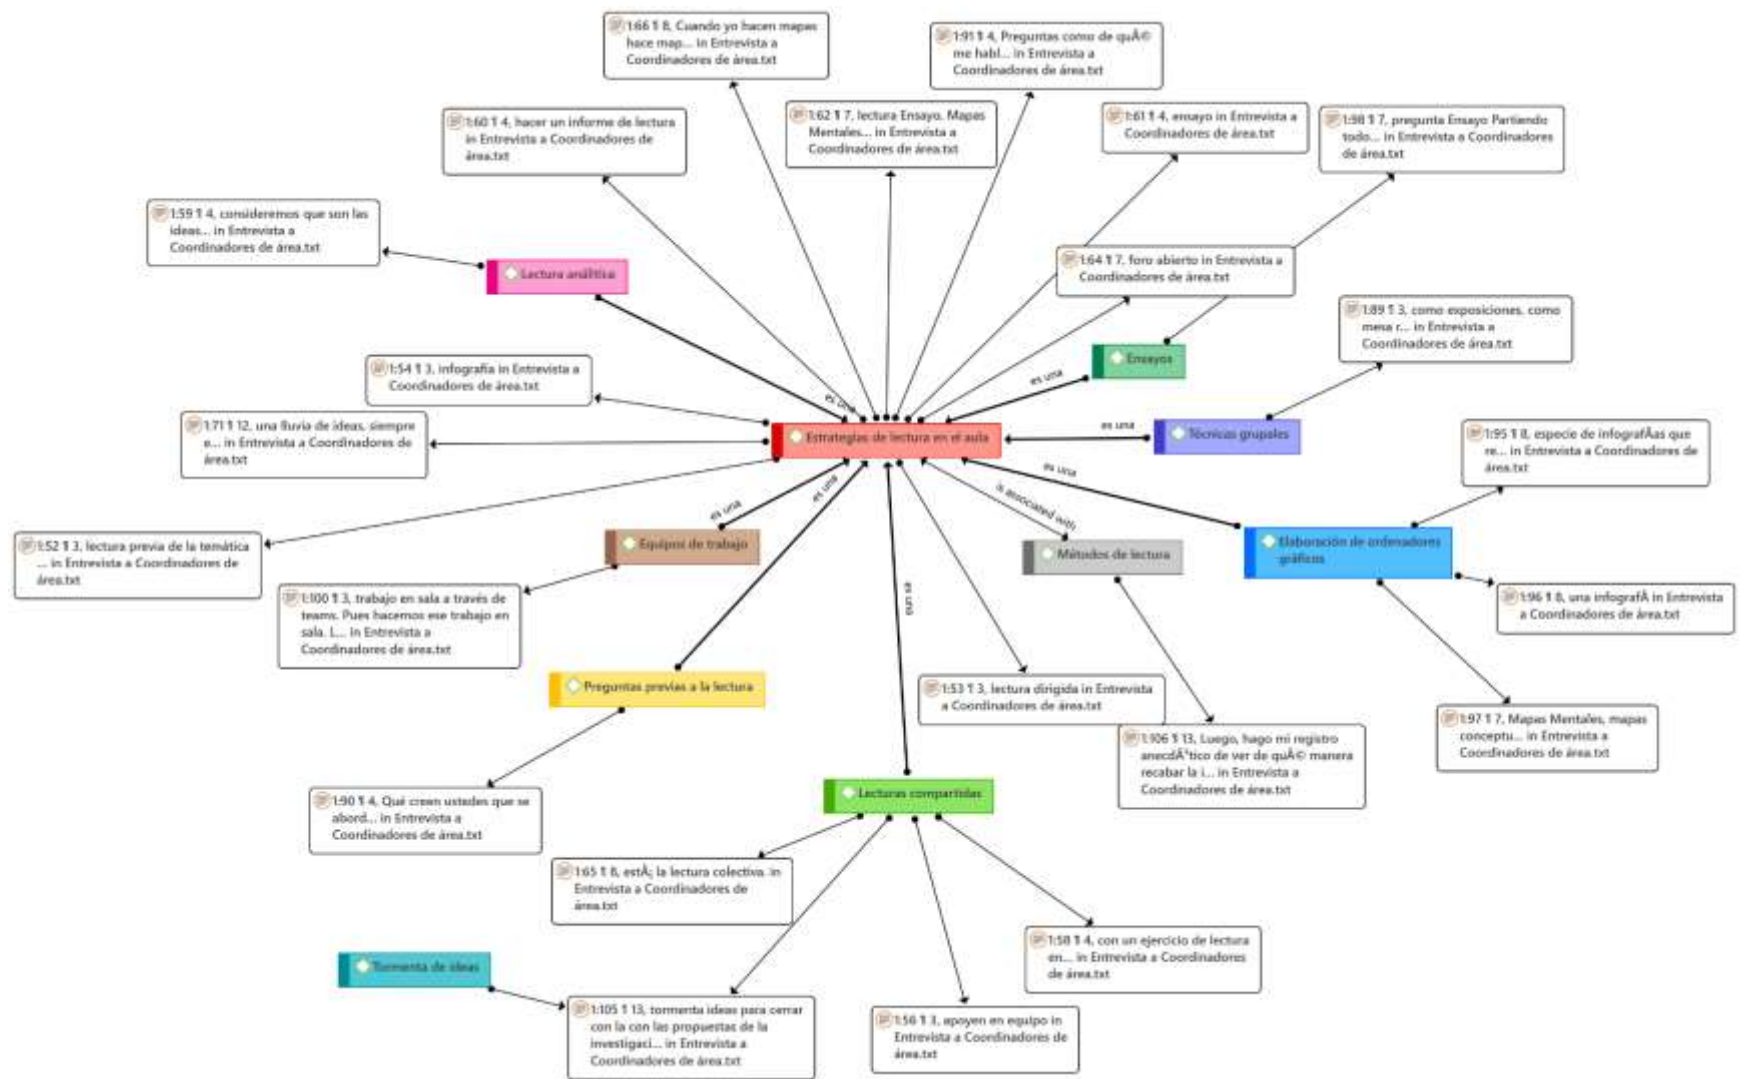 1:66 ¶ 8, Cuando yo hacen mapas
hace map... in Entrevista a
Coordinadores de área.txt
1:91 ¶ 4, Preguntas como de quÃ©
me habl... in Entrevista a
Coordinadores de área.txt
1:60 ¶ 4, hacer un informe de lectura
in Entrevista a Coordinadores de
área.txt
1:62 ¶ 7, lectura Ensayo. Mapas
Mentales... in Entrevista a
Coordinadores de área.txt
1:61 ¶ 4, ensayo in Entrevista a
Coordinadores de área.txt
1:98 ¶ 7, pregunta Ensayo Partiendo
todo... in Entrevista a Coordinadores
de área.txt
1:59 ¶ 4, consideremos que son las
ideas... in Entrevista a
Coordinadores de área.txt
Lectura análitica
1:64 ¶ 7, foro abierto in Entrevista a
Coordinadores de área.txt
1:89 ¶ 3, como exposiciones, como
mesa r... in Entrevista a
Coordinadores de área.txt
Ensayos
1:54 ¶ 3, infografía in Entrevista a
Coordinadores de área.txt
es una
es una
1:71 ¶ 12, una lluvia de ideas, siempre
e... in Entrevista a Coordinadores de
área.txt
Estrategias de lectura en el aula
es una
Técnicas grupales
1:95 ¶ 8, especie de infografÃ­as que
re... in Entrevista a Coordinadores de
área.txt
es una
es una
es una
is associated with
1:52 ¶ 3, lectura previa de la temática
... in Entrevista a Coordinadores de
área.txt
Equipos de trabajo
Métodos de lectura
Elaboración de ordenadores
gráficos
1:100 ¶ 3, trabajo en sala a través de
teams. Pues hacemos ese trabajo en
sala. L... in Entrevista a
Coordinadores de área.txt
es una
1:96 ¶ 8, una infografÃ­ in Entrevista
a Coordinadores de área.txt
Preguntas previas a la lectura
1:53 ¶ 3, lectura dirigida in Entrevista
a Coordinadores de área.txt
1:97 ¶ 7, Mapas Mentales, mapas
conceptu... in Entrevista a
Coordinadores de área.txt
1:106 ¶ 13, Luego, hago mi registro
anecdÃ³tico de ver de quÃ© manera
recabar la i... in Entrevista a
Coordinadores de área.txt
1:90 ¶ 4, Qué creen ustedes que se
abord... in Entrevista a
Coordinadores de área.txt
Lecturas compartidas
1:65 ¶ 8, estÃ¡ la lectura colectiva. in
Entrevista a Coordinadores de
área.txt
1:58 ¶ 4, con un ejercicio de lectura
en... in Entrevista a Coordinadores
de área.txt
Tormenta de ideas
1:105 ¶ 13, tormenta ideas para cerrar
con la con las propuestas de la
investigaci... in Entrevista a
Coordinadores de área.txt
1:56 ¶ 3, apoyen en equipo in
Entrevista a Coordinadores de
área.txt